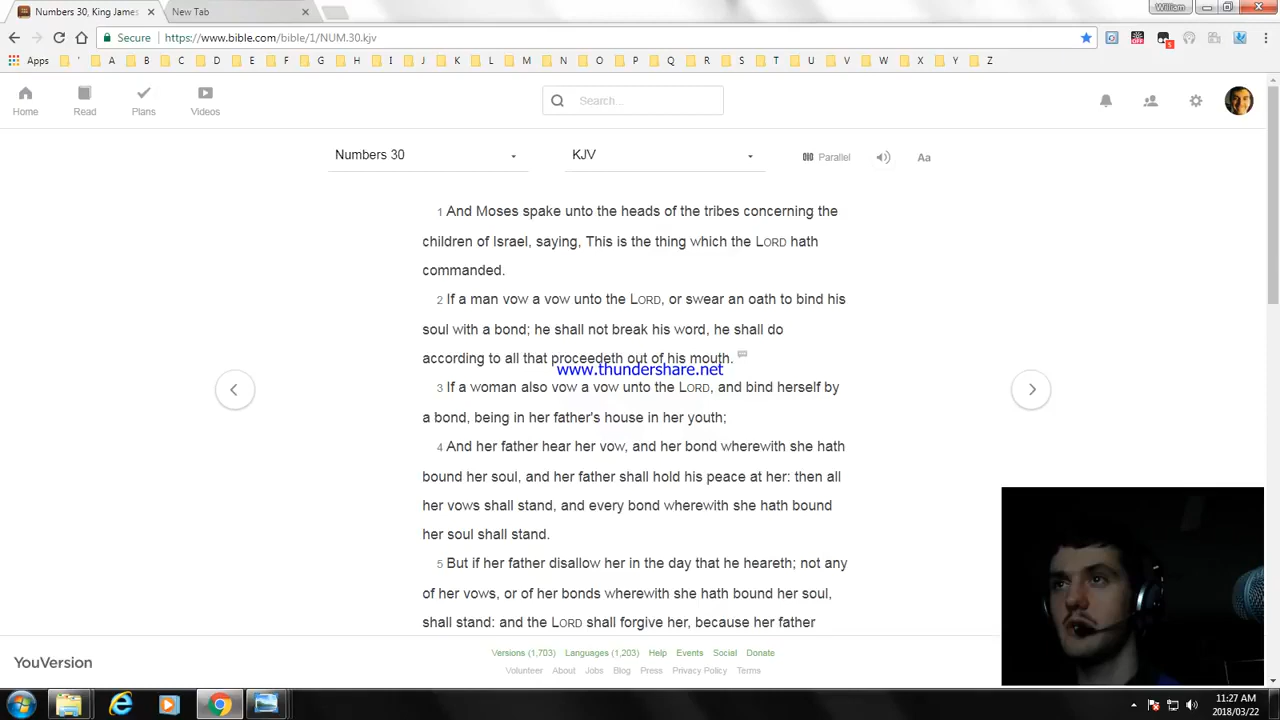 Numbers 30, King James
New Tab
William
Secure
https://www.bible.com/bible/1/NUM.30.kjv
Apps ' A B C D E F G H I J K L M N O P Q R S T U V W X Y Z
Home Read Plans Videos
Search...
Numbers 30
KJV
Parallel
Aa
1 And Moses spake unto the heads of the tribes concerning the
children of Israel, saying, This is the thing which the LORD hath
commanded.
2 If a man vow a vow unto the LORD, or swear an oath to bind his
soul with a bond; he shall not break his word, he shall do
according to all that proceedeth out of his mouth.
www.thundershare.net
3 If a woman also vow a vow unto the LORD, and bind herself by
a bond, being in her father's house in her youth;
4 And her father hear her vow, and her bond wherewith she hath
bound her soul, and her father shall hold his peace at her: then all
her vows shall stand, and every bond wherewith she hath bound
her soul shall stand.
5 But if her father disallow her in the day that he heareth; not any
of her vows, or of her bonds wherewith she hath bound her soul,
shall stand: and the LORD shall forgive her, because her father
YouVersion
Versions (1,703) Languages (1,203) Help Events Social Donate
Volunteer About Jobs Blog Press Privacy Policy Terms
11:27 AM
2018/03/22